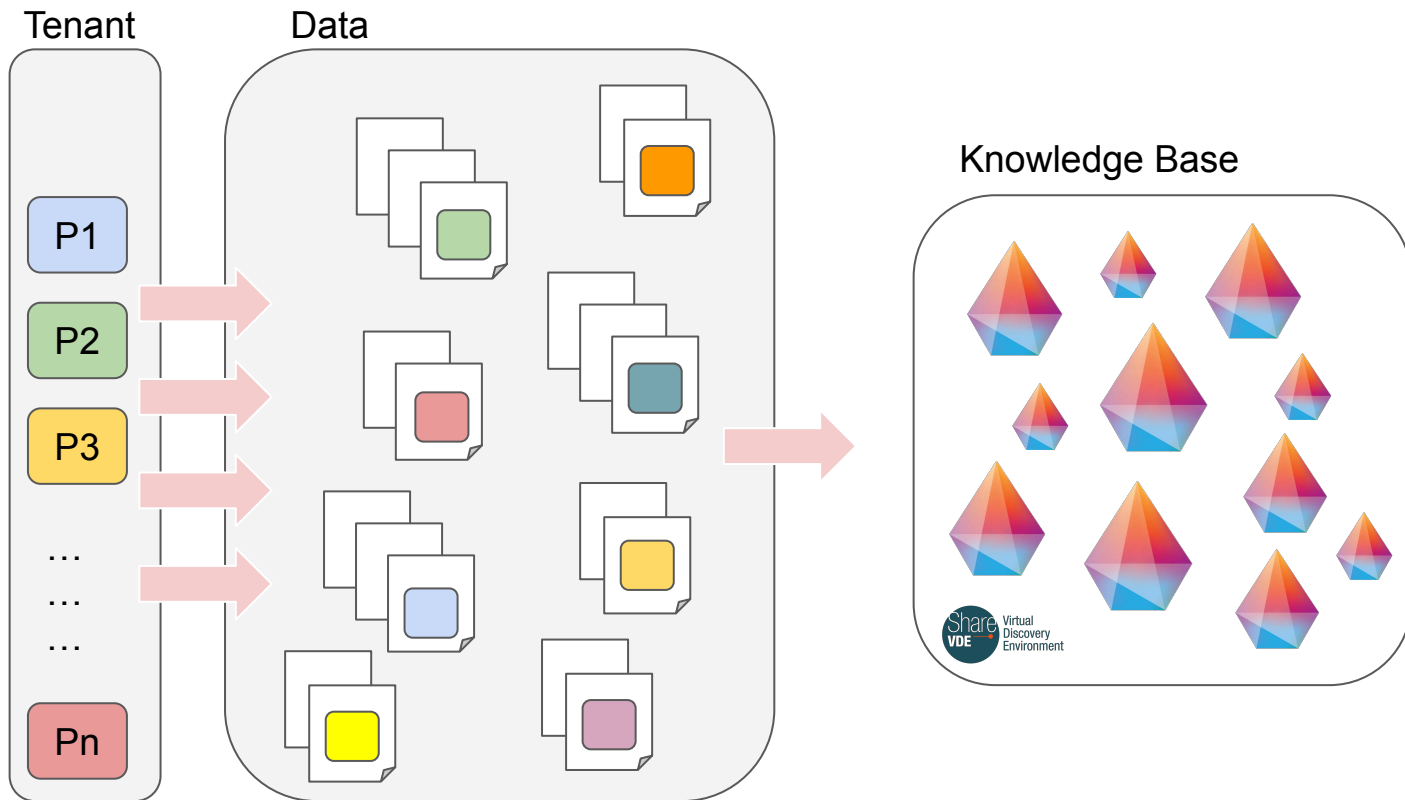 Tenant
Data
Knowledge Base
P1
P2
P3
...
...
...
Pn
Share
VDE
Virtual
Discovery
Environment